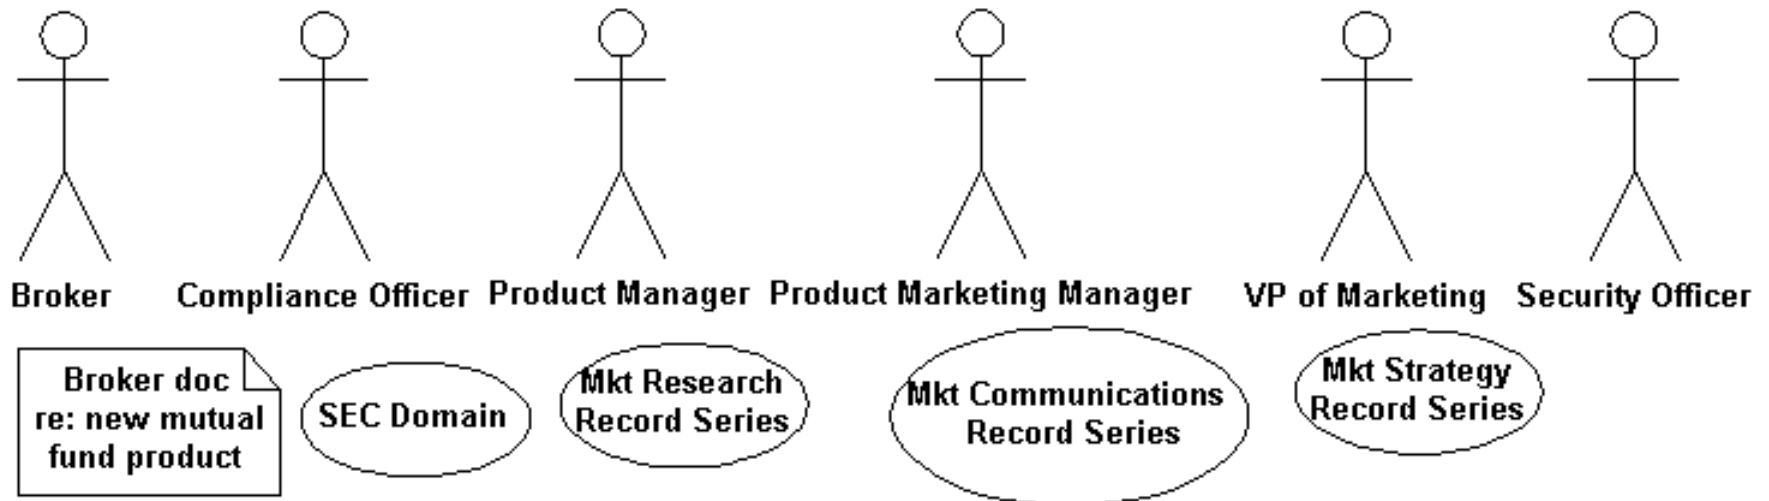 Broker
Compliance Officer
Product Manager
Product Marketing Manager
VP of Marketing
Security Officer
Broker doc
re: new mutual
fund product
SEC Domain
Mkt Research
Record Series
Mkt Communications
Record Series
Mkt Strategy
Record Series